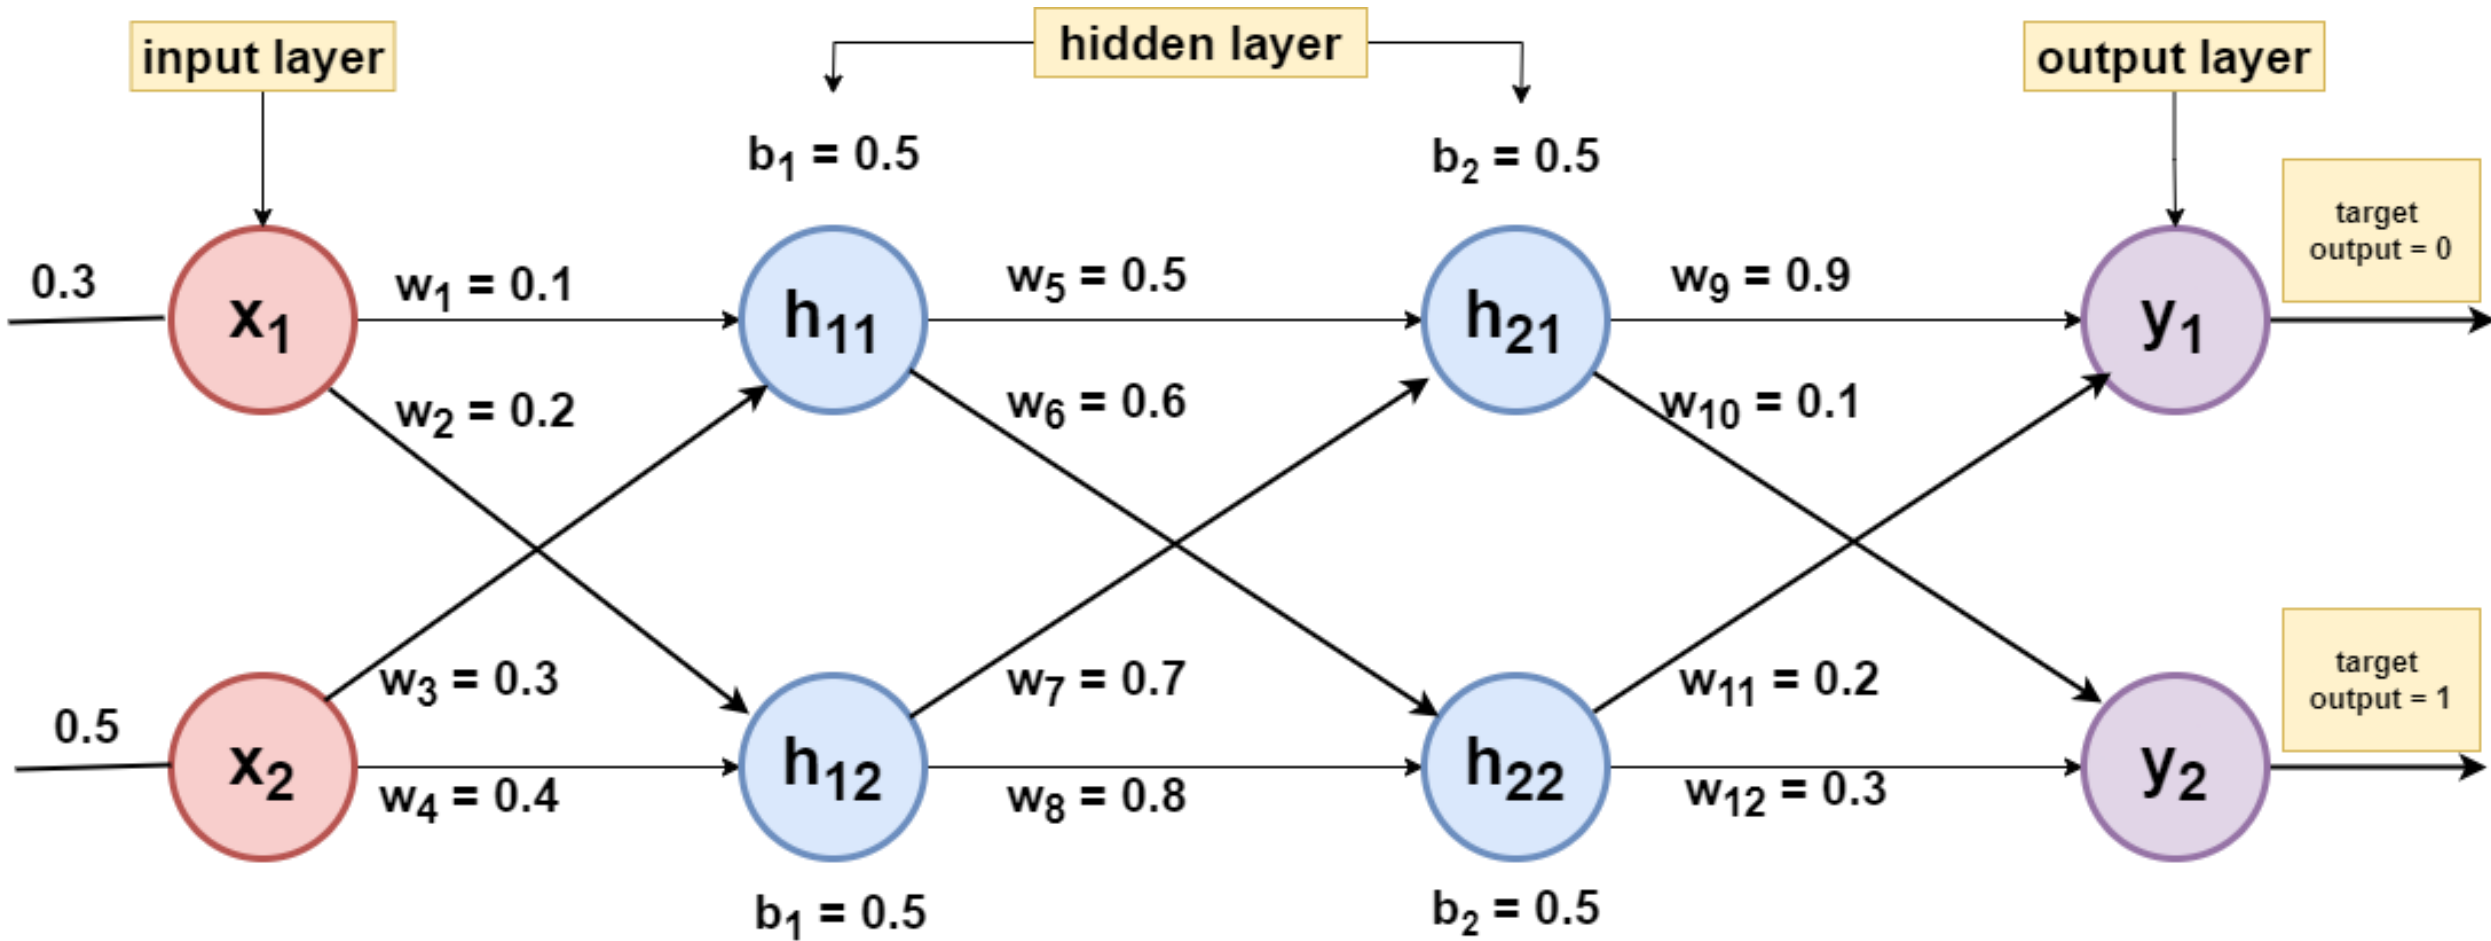 input layer
hidden layer
output layer
b₁ = 0.5
b₂ = 0.5
target
output = 0
0.3
x₁
w₁ = 0.1
h₁₁
w₅ = 0.5
h₂₁
w₉ = 0.9
y₁
w₂ = 0.2
w₆ = 0.6
w₁₀ = 0.1
target
output = 1
w₃ = 0.3
w₇ = 0.7
w₁₁ = 0.2
0.5
x₂
w₄ = 0.4
h₁₂
w₈ = 0.8
h₂₂
w₁₂ = 0.3
y₂
b₁ = 0.5
b₂ = 0.5